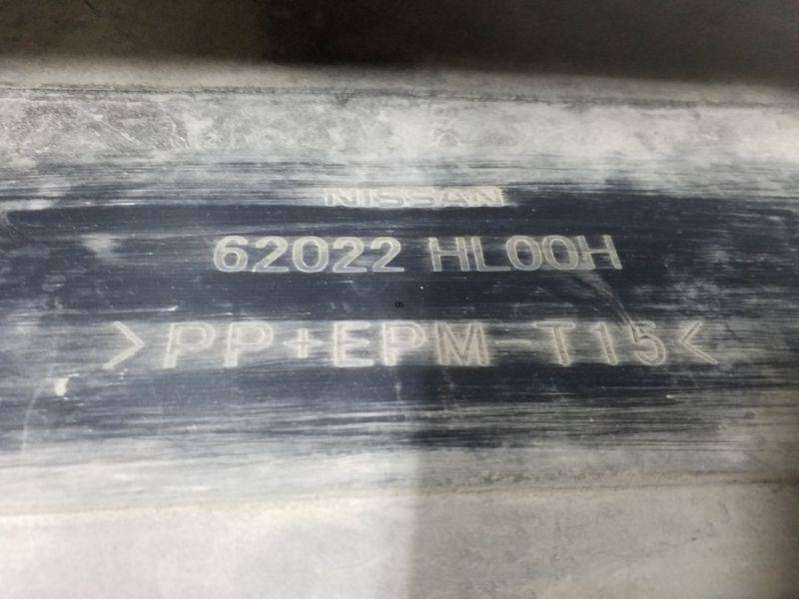 NISSAN
62022 HL00H
>PP+EPM-T15<